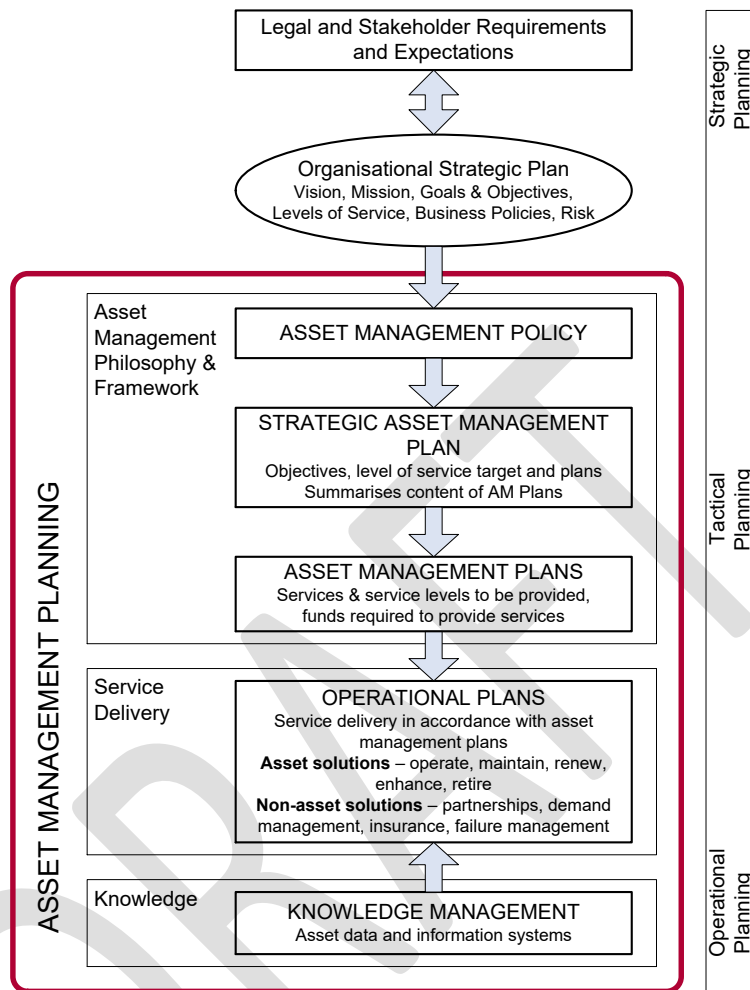 Legal and Stakeholder Requirements
and Expectations
Strategic
Planning
Organisational Strategic Plan
Vision, Mission, Goals & Objectives,
Levels of Service, Business Policies, Risk
Asset
Management
Philosophy &
Framework
ASSET MANAGEMENT POLICY
STRATEGIC ASSET MANAGEMENT
PLAN
Objectives, level of service target and plans
Summarises content of AM Plans
Tactical
Planning
ASSET MANAGEMENT PLANS
Services & service levels to be provided,
funds required to provide services
ASSET MANAGEMENT PLANNING
Service
Delivery
OPERATIONAL PLANS
Service delivery in accordance with asset
management plans
Asset solutions – operate, maintain, renew,
enhance, retire
Non-asset solutions – partnerships, demand
management, insurance, failure management
Knowledge
KNOWLEDGE MANAGEMENT
Asset data and information systems
Operational
Planning
DRAFT